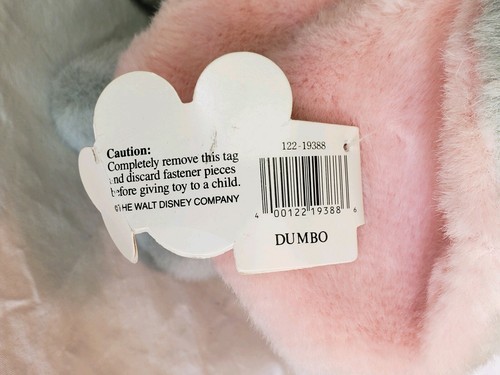 Caution:
Completely remove this tag
and discard fastener pieces
before giving toy to a child.
©THE WALT DISNEY COMPANY
122-19388
4 00122 19388 6
DUMBO